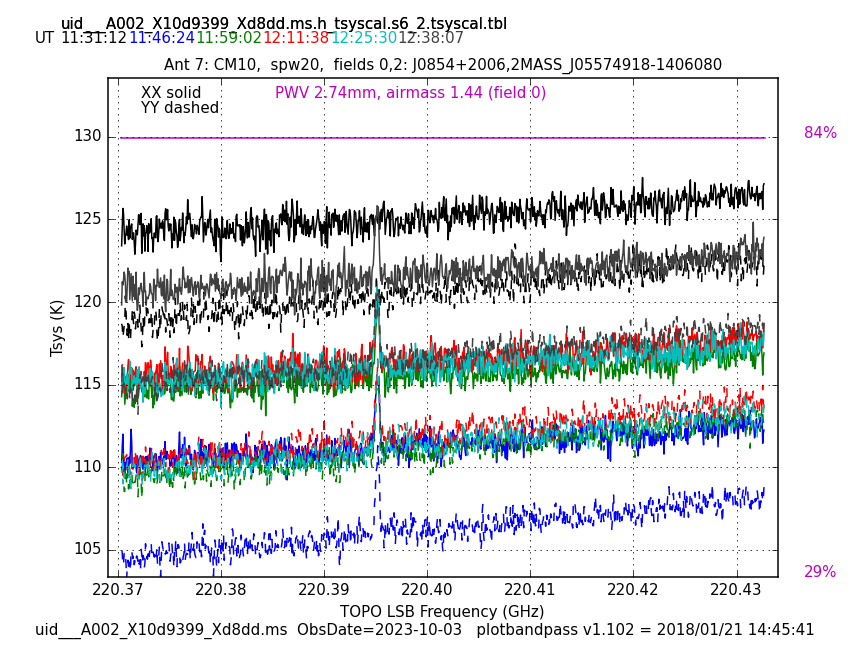 uid___A002_X10d9399_Xd8dd.ms.h_tsyscal.s6_2.tsyscal.tbl
UT 11:31:12 11:46:24 11:59:02 12:11:38 12:25:30 12:38:07
Ant 7: CM10, spw20, fields 0,2: J0854+2006,2MASS_J05574918-1406080
XX solid PWV 2.74mm, airmass 1.44 (field 0)
YY dashed
84%
130
125
120
115
110
105
29%
Tsys (K)
220.37 220.38 220.39 220.40 220.41 220.42 220.43
TOPO LSB Frequency (GHz)
uid___A002_X10d9399_Xd8dd.ms ObsDate=2023-10-03 plotbandpass v1.102 = 2018/01/21 14:45:41